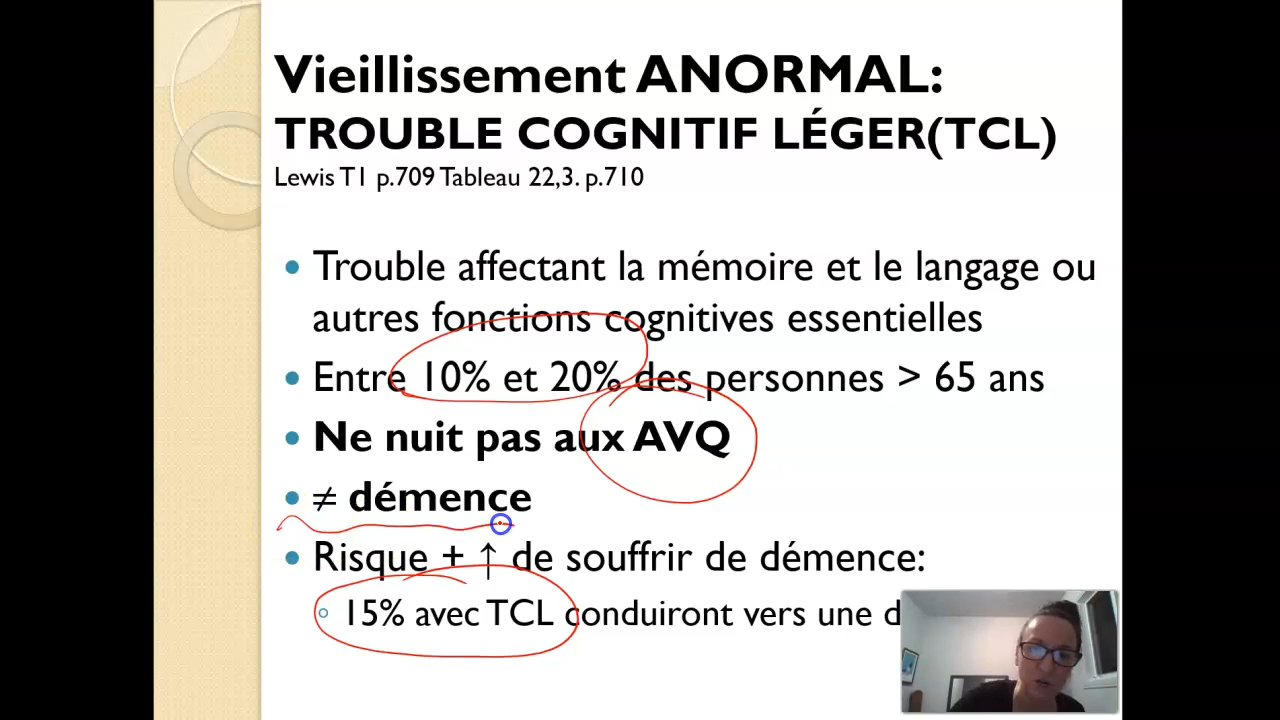 Vieillissement ANORMAL:
TROUBLE COGNITIF LÉGER(TCL)
Lewis T1 p.709 Tableau 22,3. p.710
• Trouble affectant la mémoire et le langage ou
autres fonctions cognitives essentielles
• Entre 10% et 20% des personnes > 65 ans
• Ne nuit pas aux AVQ
• ≠ démence
• Risque + ↑ de souffrir de démence:
◦ 15% avec TCL conduiront vers une